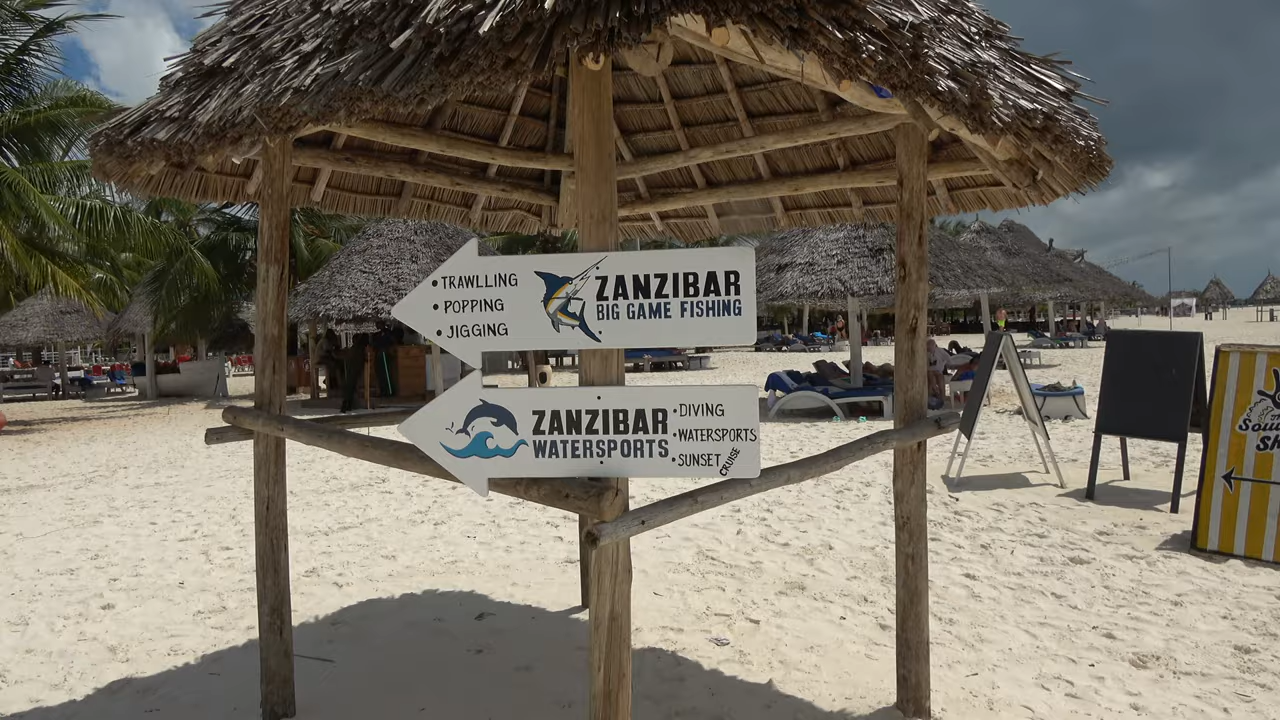 • TRAWLLING
• POPPING
• JIGGING
ZANZIBAR
BIG GAME FISHING
ZANZIBAR
WATERSPORTS
• DIVING
• WATERSPORTS
• SUNSET CRUISE